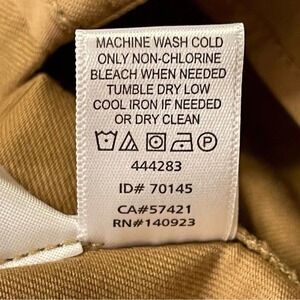 MACHINE WASH COLD
ONLY NON-CHLORINE
BLEACH WHEN NEEDED
TUMBLE DRY LOW
COOL IRON IF NEEDED
OR DRY CLEAN
P
444283
ID# 70145
CA#57421
RN#140923